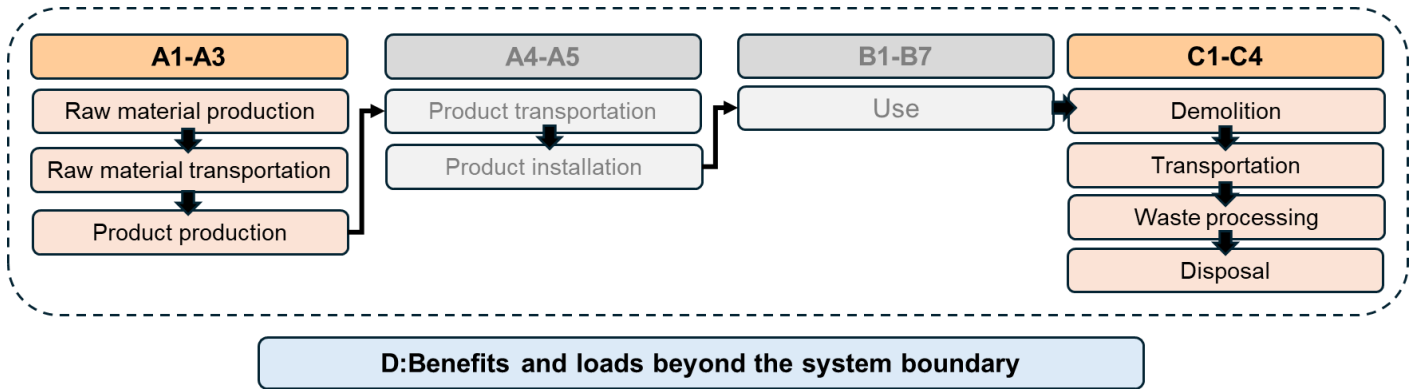 A1-A3
Raw material production
Raw material transportation
Product production
A4-A5
Product transportation
Product installation
B1-B7
Use
C1-C4
Demolition
Transportation
Waste processing
Disposal
D:Benefits and loads beyond the system boundary